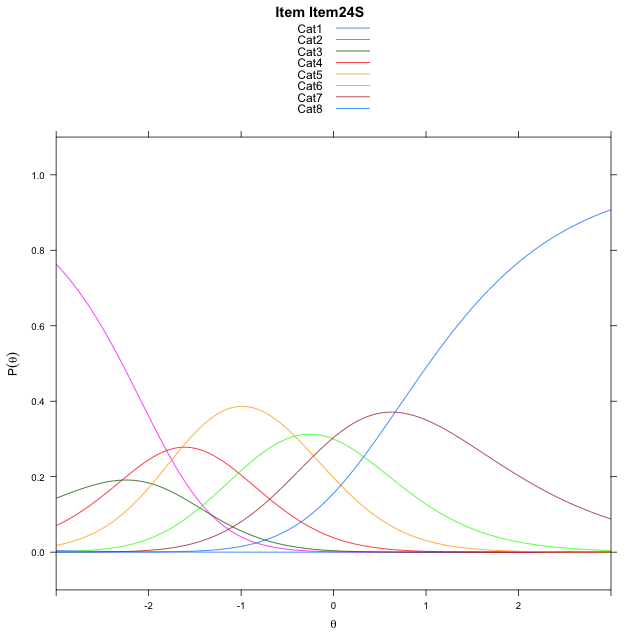 Item Item24S
Cat1
Cat2
Cat3
Cat4
Cat5
Cat6
Cat7
Cat8
1.0
0.8
0.6
0.4
0.2
0.0
P(θ)
-2 -1 0 1 2
θ